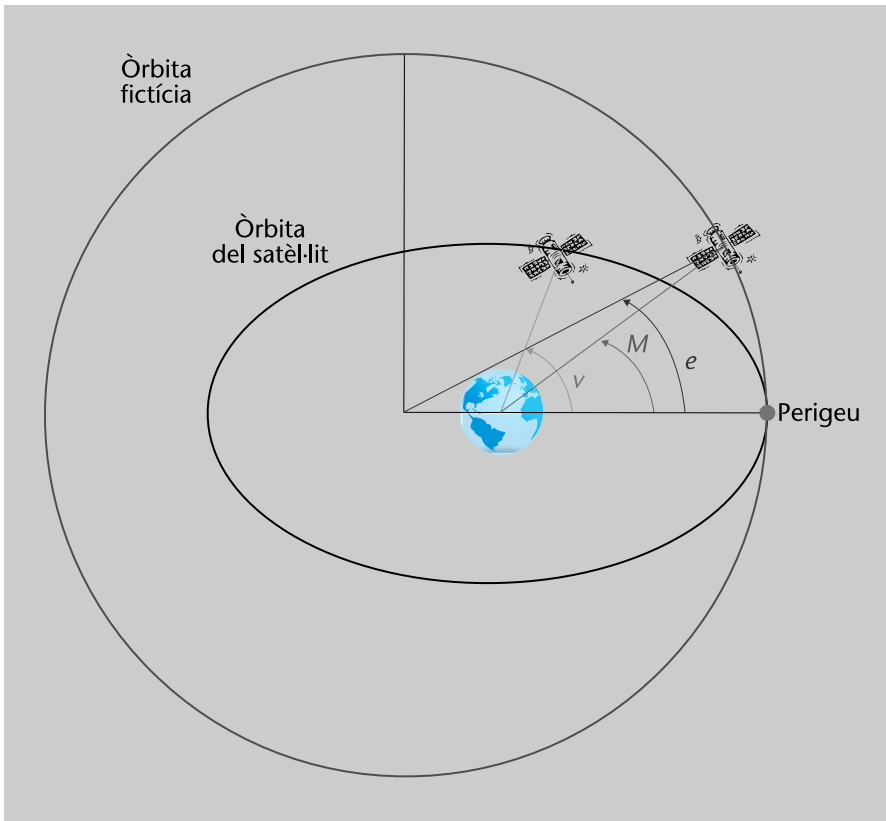 Òrbita
fictícia
Òrbita
del satèl·lit
M
e
v
Perigeu